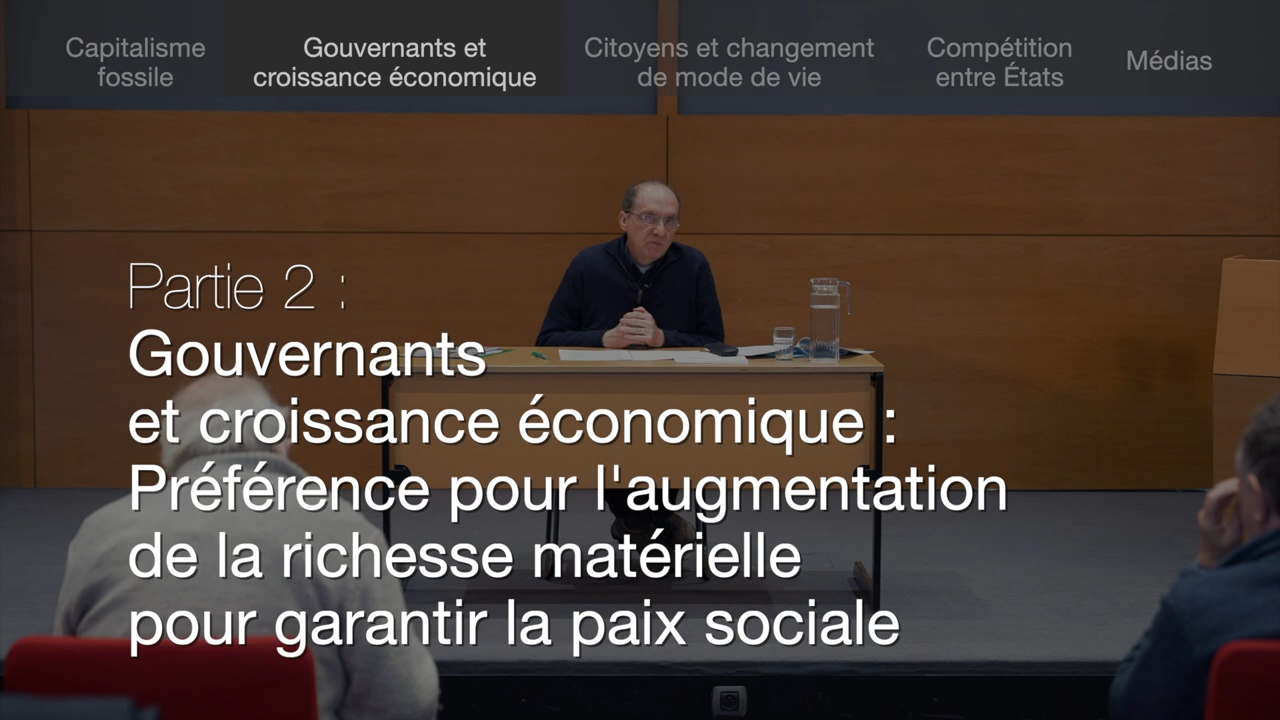 Capitalisme
fossile
Gouvernants et
croissance économique
Citoyens et changement
de mode de vie
Compétition
entre États
Médias
Partie 2 :
Gouvernants
et croissance économique :
Préférence pour l'augmentation
de la richesse matérielle
pour garantir la paix sociale